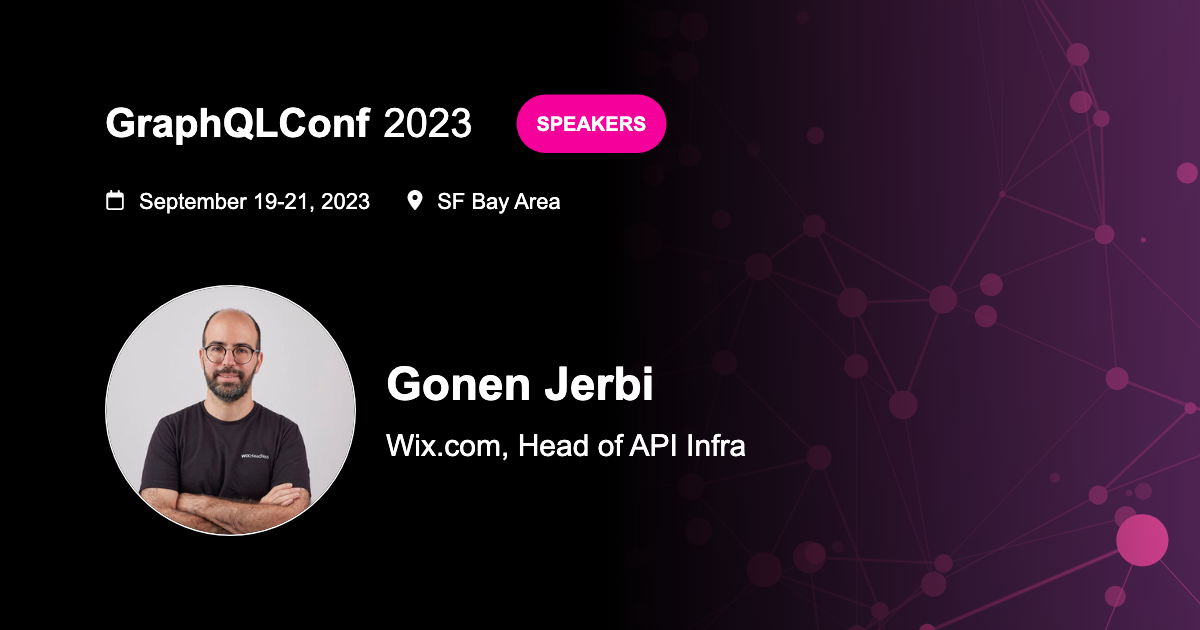 GraphQLConf 2023
SPEAKERS
September 19-21, 2023
SF Bay Area
Gonen Jerbi
Wix.com, Head of API Infra